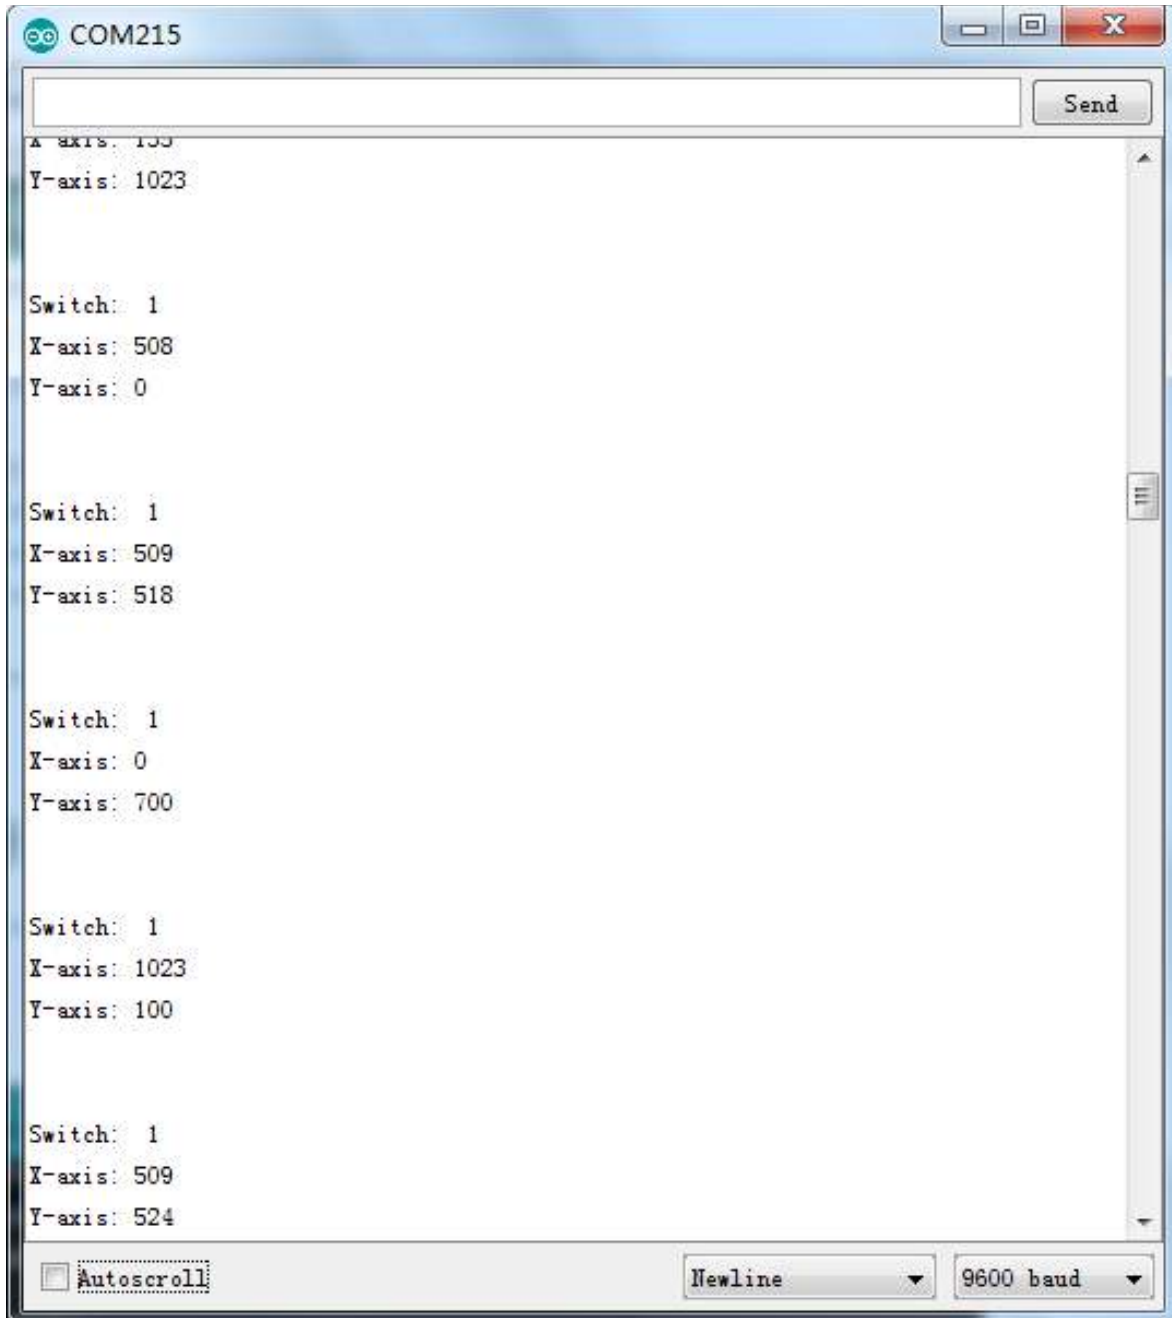 COM215
Send
Y-axis: 1023
Switch: 1
X-axis: 508
Y-axis: 0
Switch: 1
X-axis: 509
Y-axis: 518
Switch: 1
X-axis: 0
Y-axis: 700
Switch: 1
X-axis: 1023
Y-axis: 100
Switch: 1
X-axis: 509
Y-axis: 524
Autoscroll
Newline
9600 baud